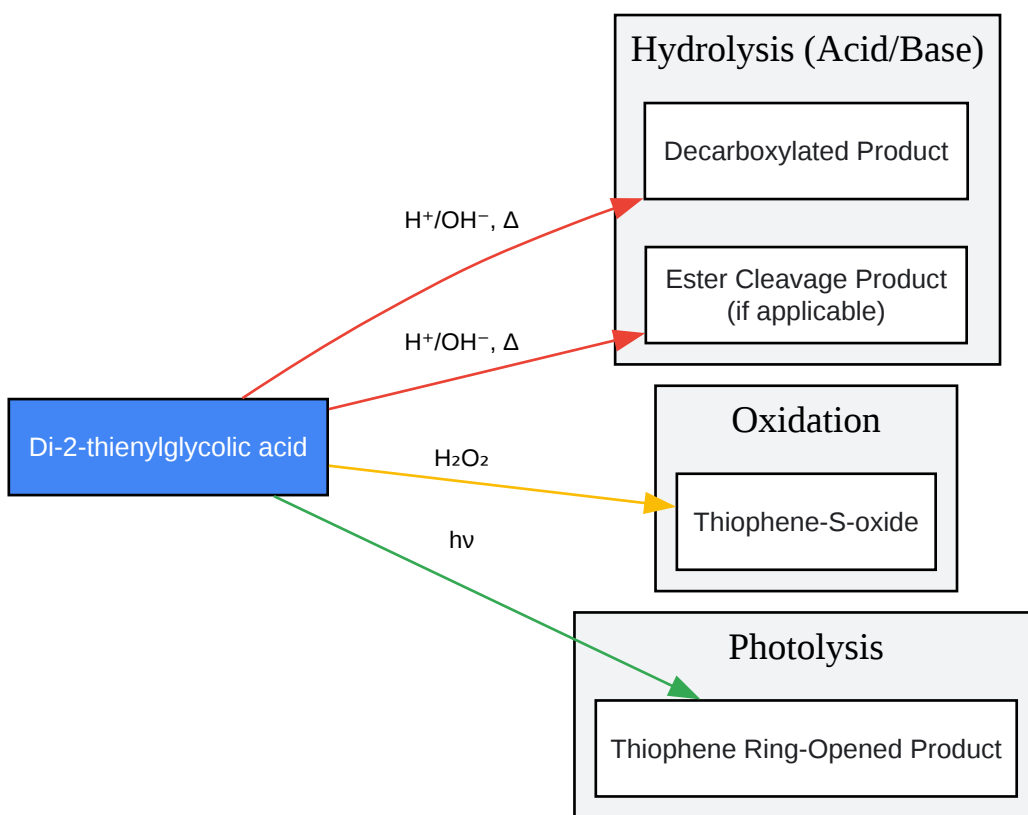 Hydrolysis (Acid/Base)
Decarboxylated Product
H⁺/OH⁻, Δ
Ester Cleavage Product
(if applicable)
H⁺/OH⁻, Δ
Di-2-thienylglycolic acid
Oxidation
H₂O₂
Thiophene-S-oxide
hν
Photolysis
Thiophene Ring-Opened Product